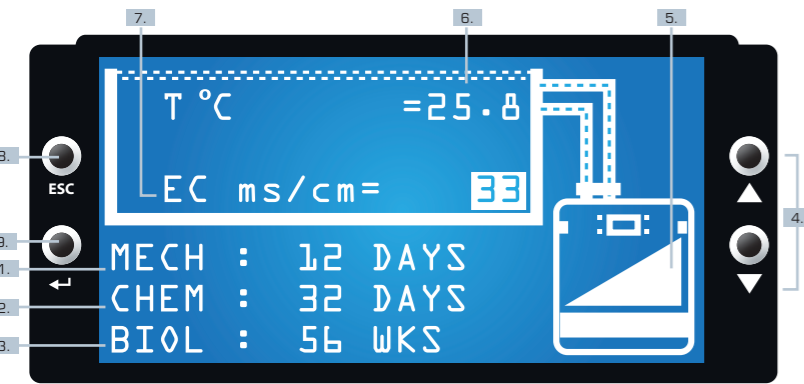 7. 6. 5.
T °C =25.8
8.
ESC
EC ms/cm= 33
4.
9.
MECH : 12 DAYS
1.
CHEM : 32 DAYS
2.
BIOL : 56 WKS
3.